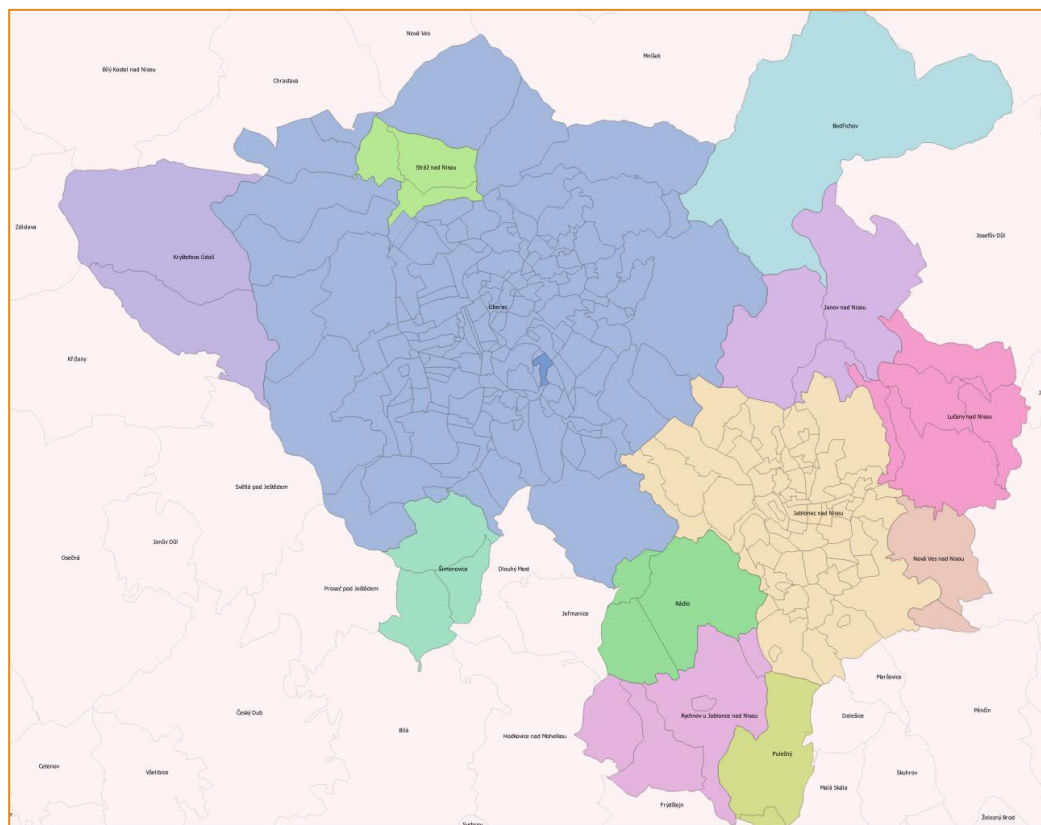 Nová Ves
Bílý Kostel nad Nisou
Mníšek
Chrastava
Bedřichov
Stráž nad Nisou
Zdislava
Josefův Důl
Kryštofovo Údolí
Liberec
Janov nad Nisou
Křižany
Lučany nad Nisou
Světlá pod Ještědem
Jablonec nad Nisou
Janův Důl
Osečná
Nová Ves nad Nisou
Šimonovice
Dlouhý Most
Proseč pod Ještědem
Rádlo
Jeřmanice
Maršovice
Pěnčín
Český Dub
Rychnov u Jablonce nad Nisou
Dalešice
Bílá
Hodkovice nad Mohelkou
Pulečný
Cetenov
Všelibice
Skuhrov
Malá Skála
Frýdštejn
Železný Brod